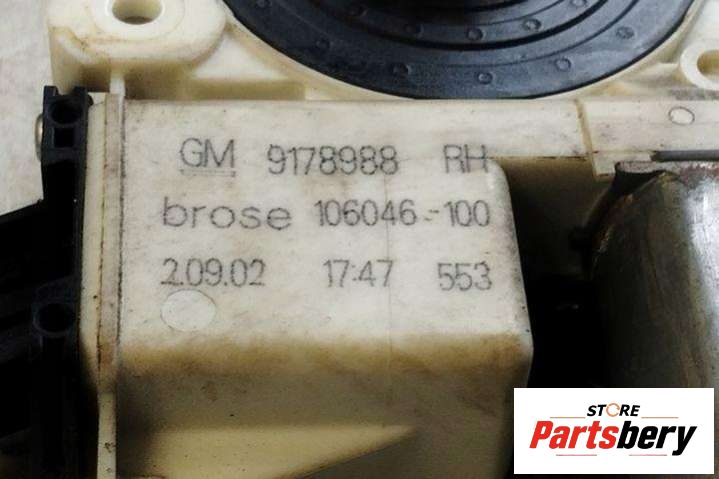 GM 9178988 RH
brose 106046-100
2.09.02 17:47 553
STORE
Partsbery